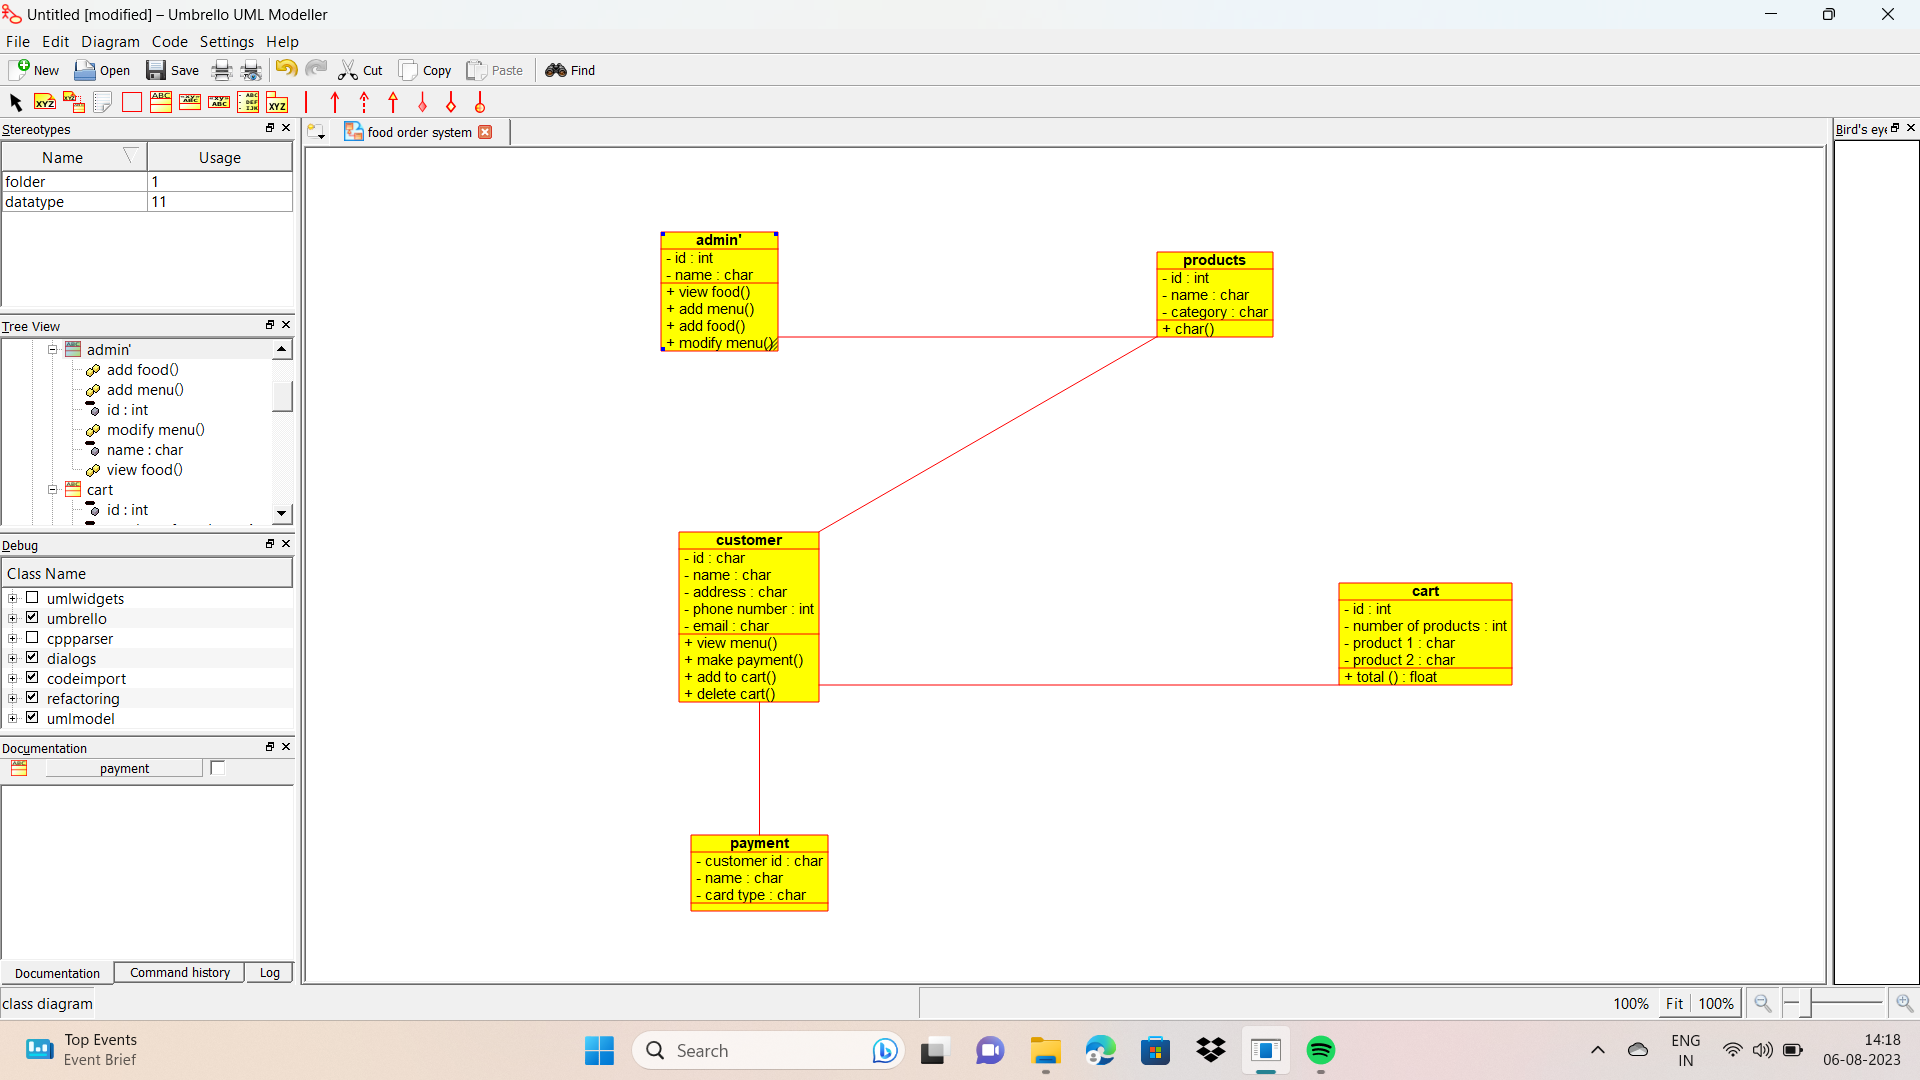 Untitled [modified] – Umbrello UML Modeller
File Edit Diagram Code Settings Help
New Open Save Cut Copy Paste Find
Stereotypes
Name Usage
folder 1
datatype 11
Tree View
admin'
add food()
add menu()
id : int
modify menu()
name : char
view food()
cart
id : int
Debug
Class Name
umlwidgets
umbrello
cppparser
dialogs
codeimport
refactoring
umlmodel
Documentation
payment
Documentation Command history Log
class diagram
food order system
admin'
- id : int
- name : char
+ view food()
+ add menu()
+ add food()
+ modify menu()
products
- id : int
- name : char
- category : char
+ char()
customer
- id : char
- name : char
- address : char
- phone number : int
- email : char
+ view menu()
+ make payment()
+ add to cart()
+ delete cart()
cart
- id : int
- number of products : int
- product 1 : char
- product 2 : char
+ total () : float
payment
- customer id : char
- name : char
- card type : char
Bird's eye
100% Fit 100%
Top Events
Event Brief
Search
ENG
IN
14:18
06-08-2023